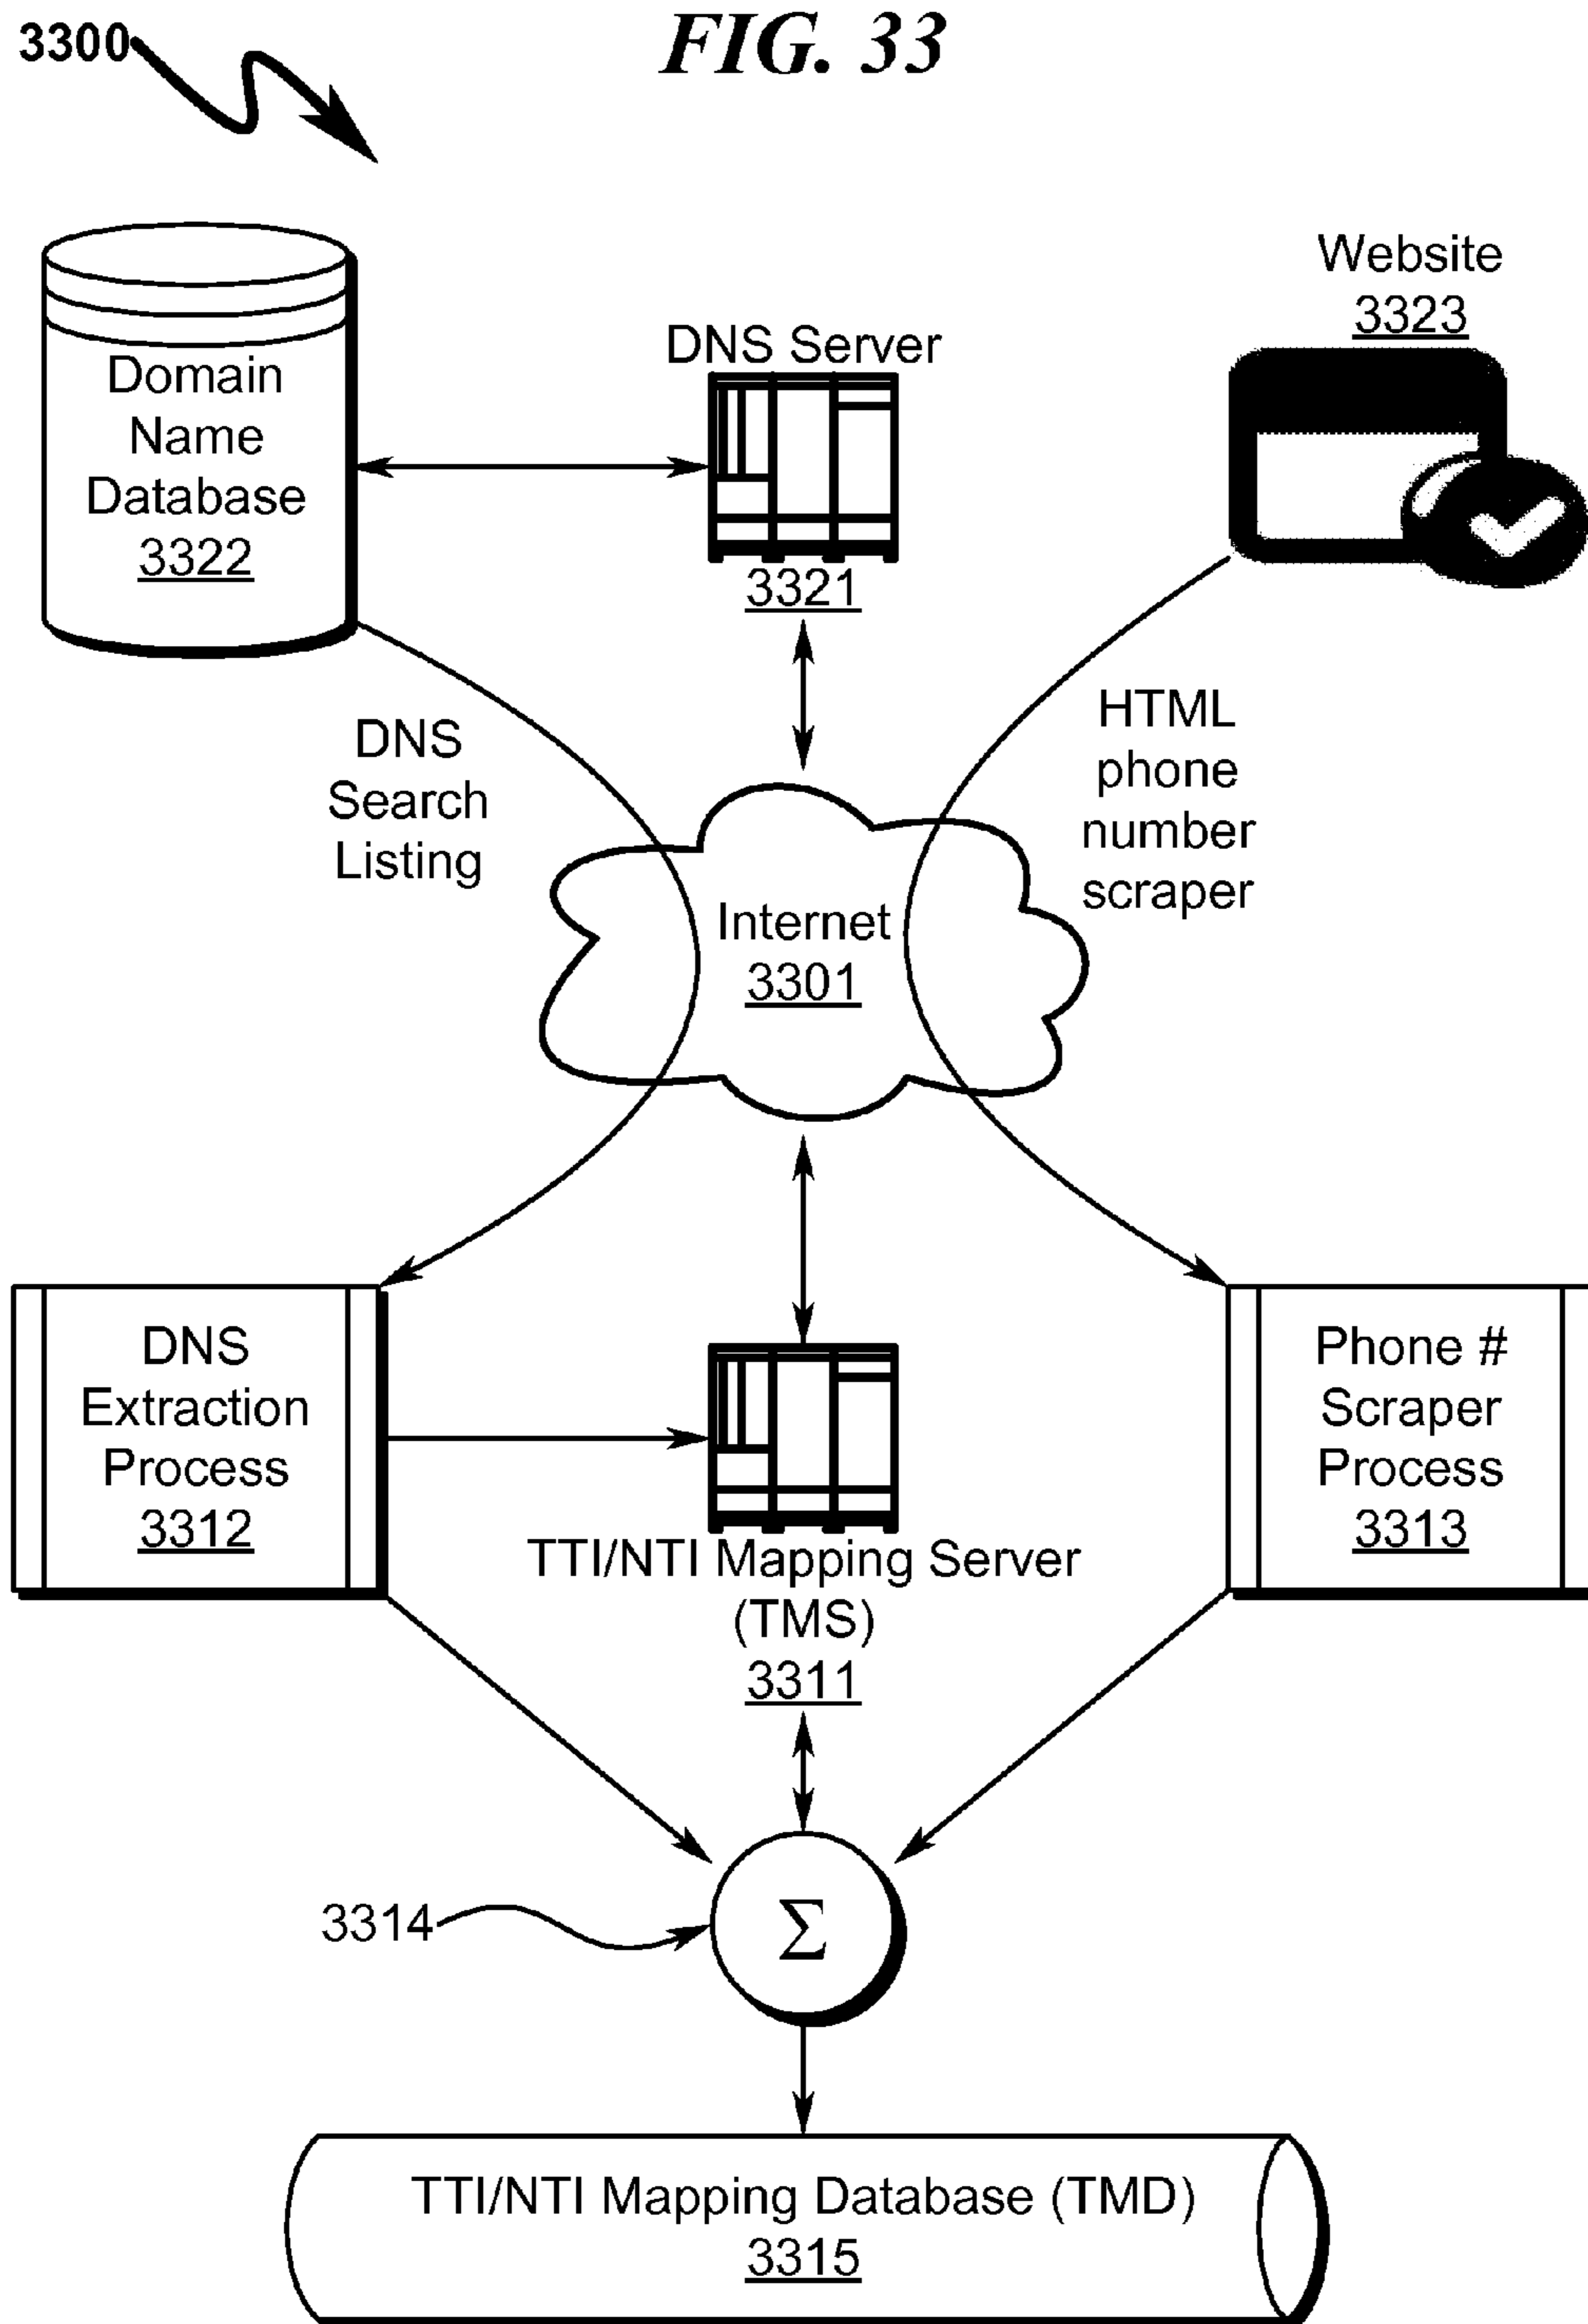 3300
FIG. 33
Website
3323
DNS Server
3321
Domain
Name
Database
3322
DNS
Search
Listing
HTML
phone
number
scraper
Internet
3301
DNS
Extraction
Process
3312
Phone #
Scraper
Process
3313
TTI/NTI Mapping Server
(TMS)
3311
3314
Σ
TTI/NTI Mapping Database (TMD)
3315